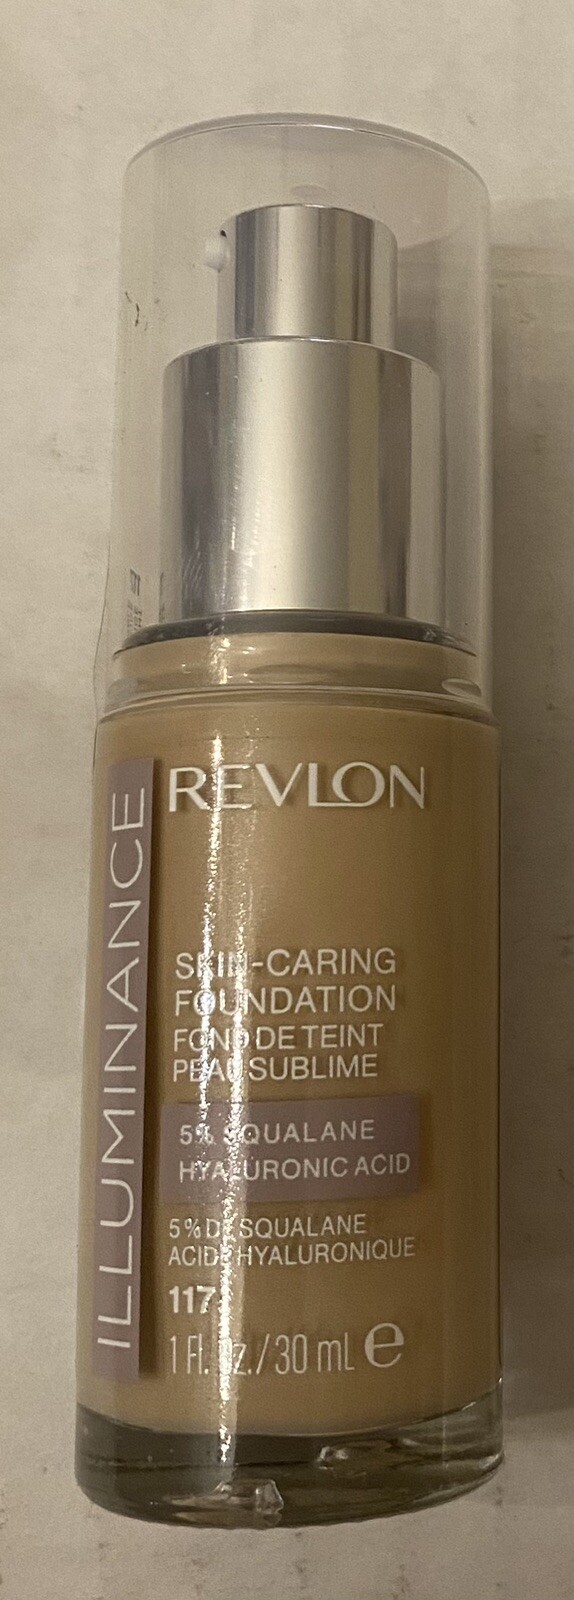 REVLON
ILLUMINANCE
SKIN-CARING
FOUNDATION
FOND DE TEINT
PEAU SUBLIME
5% SQUALANE
HYALURONIC ACID
5 % DE SQUALANE
ACIDE HYALURONIQUE
117
1 Fl. Oz./30 mL e